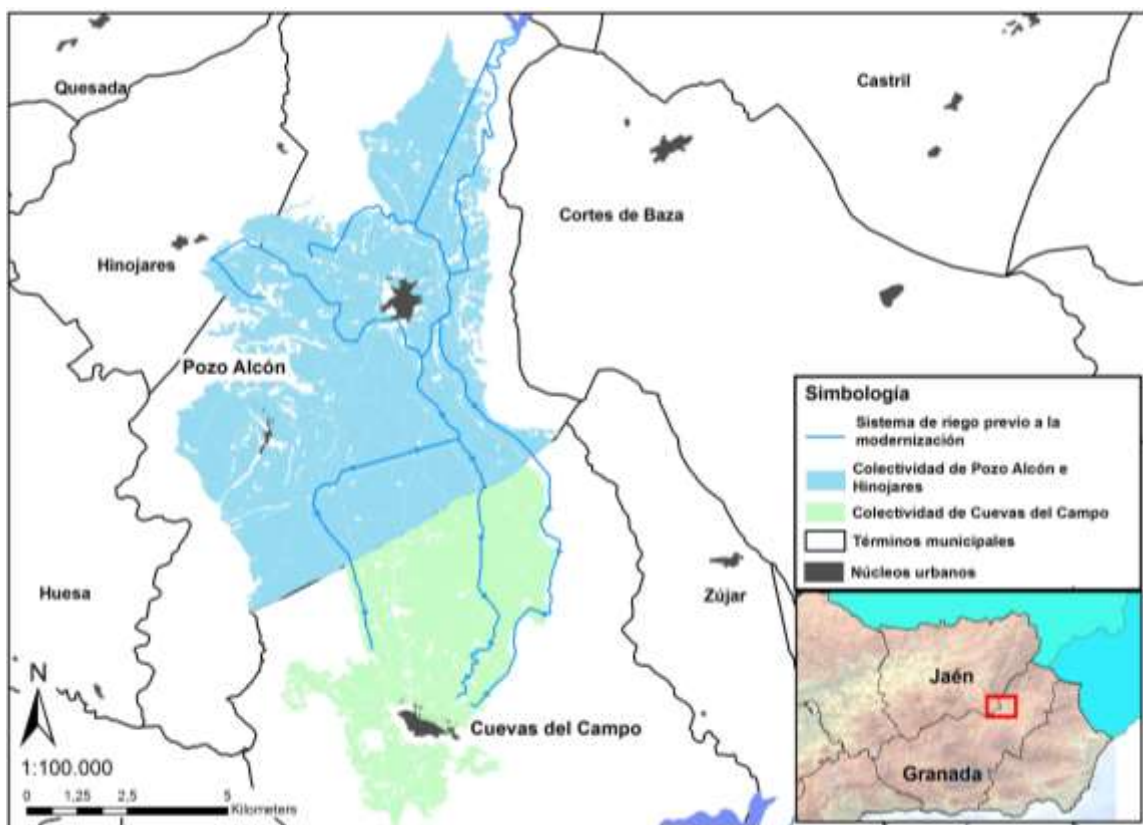 Quesada
Castril
Cortes de Baza
Hinojares
Pozo Alcón
Huesa
Zújar
Cuevas del Campo
Simbología
Sistema de riego previo a la
modernización
Colectividad de Pozo Alcón e
Hinojares
Colectividad de Cuevas del Campo
Términos municipales
Núcleos urbanos
N
1:100.000
0 1,25 2,5 5
Kilometers
Jaén
Granada